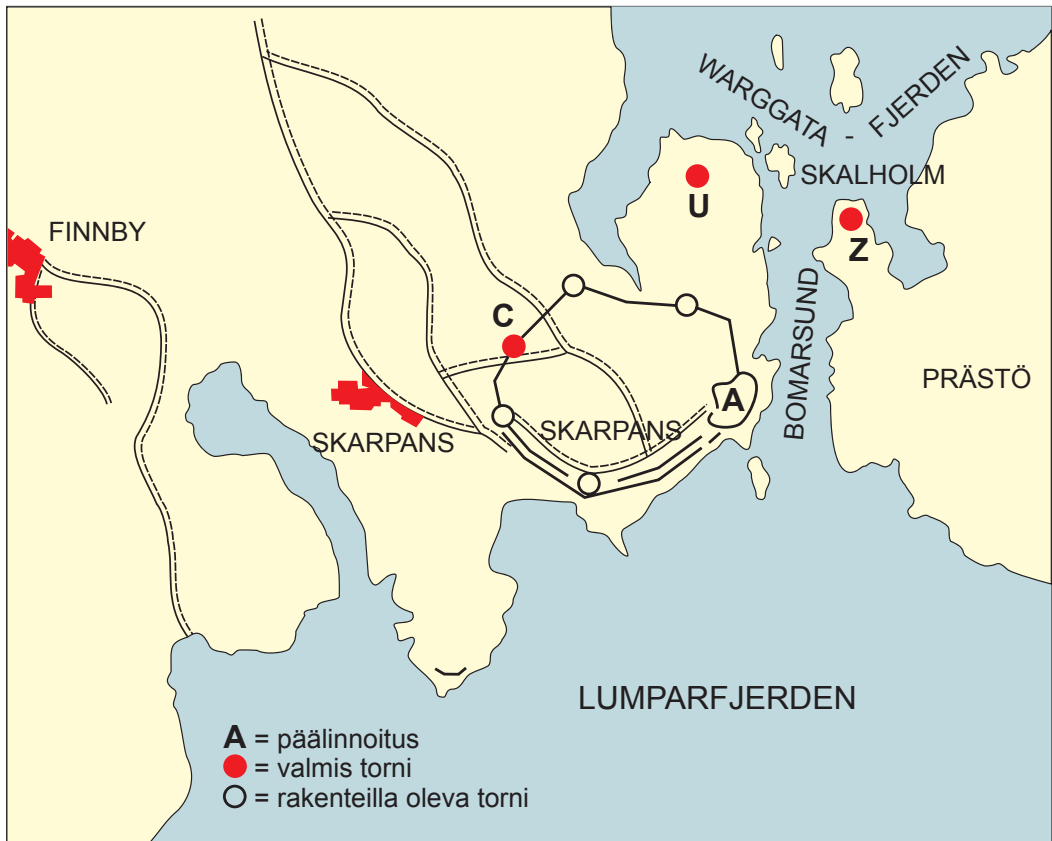 WARGGATA - FJERDEN
SKALHOLM
U
Z
FINNBY
C
BOMARSUND
PRÄSTÖ
A
SKARPANS
SKARPANS
LUMPARFJERDEN
A = päälinnoitus
= valmis torni
= rakenteilla oleva torni